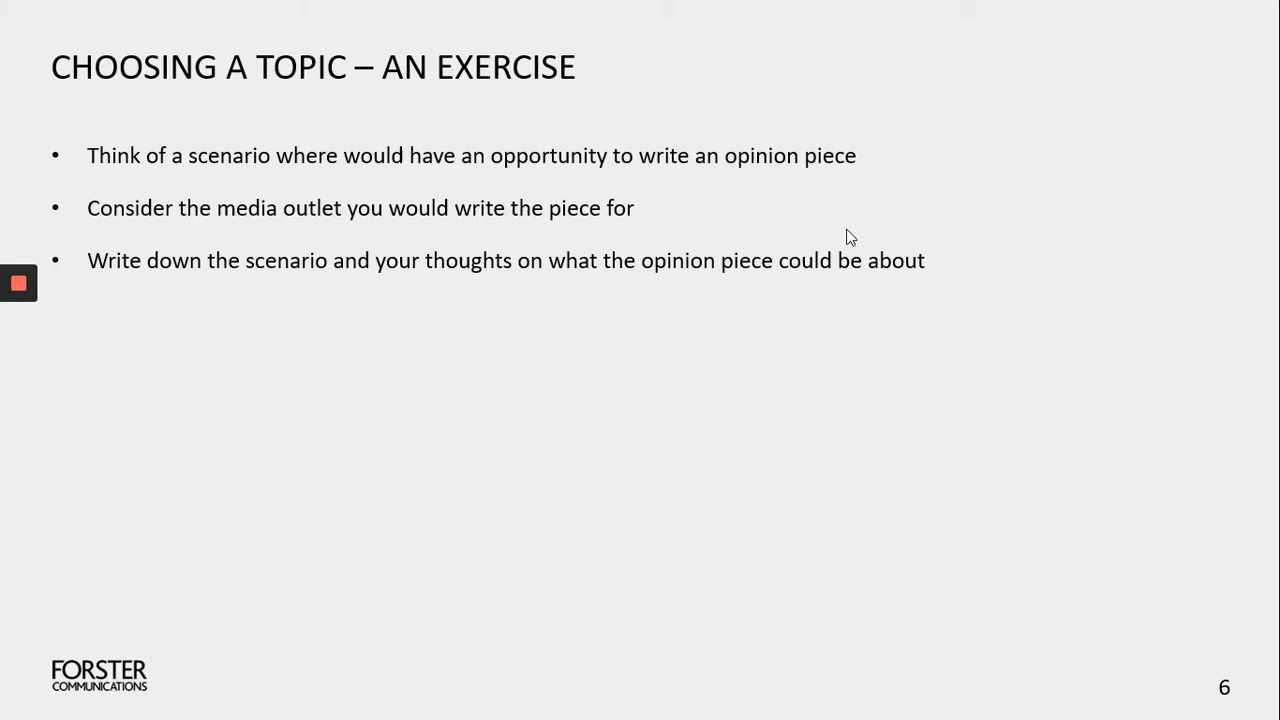 CHOOSING A TOPIC – AN EXERCISE
• Think of a scenario where would have an opportunity to write an opinion piece
• Consider the media outlet you would write the piece for
• Write down the scenario and your thoughts on what the opinion piece could be about
FORSTER
COMMUNICATIONS
6